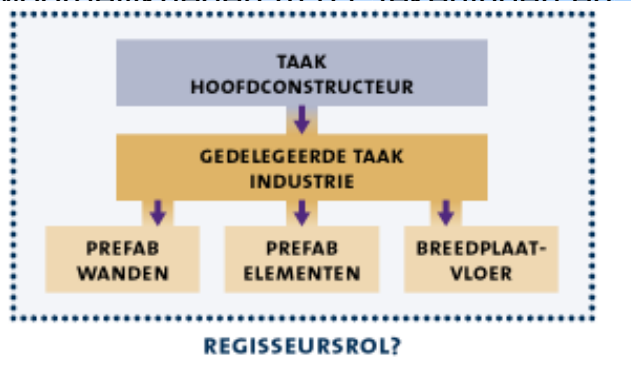 TAAK
HOOFDCONSTRUCTEUR
GEDELEGEERDE TAAK
INDUSTRIE
PREFAB
WANDEN
PREFAB
ELEMENTEN
BREEDPLAAT-
VLOER
REGISSEURSROL?